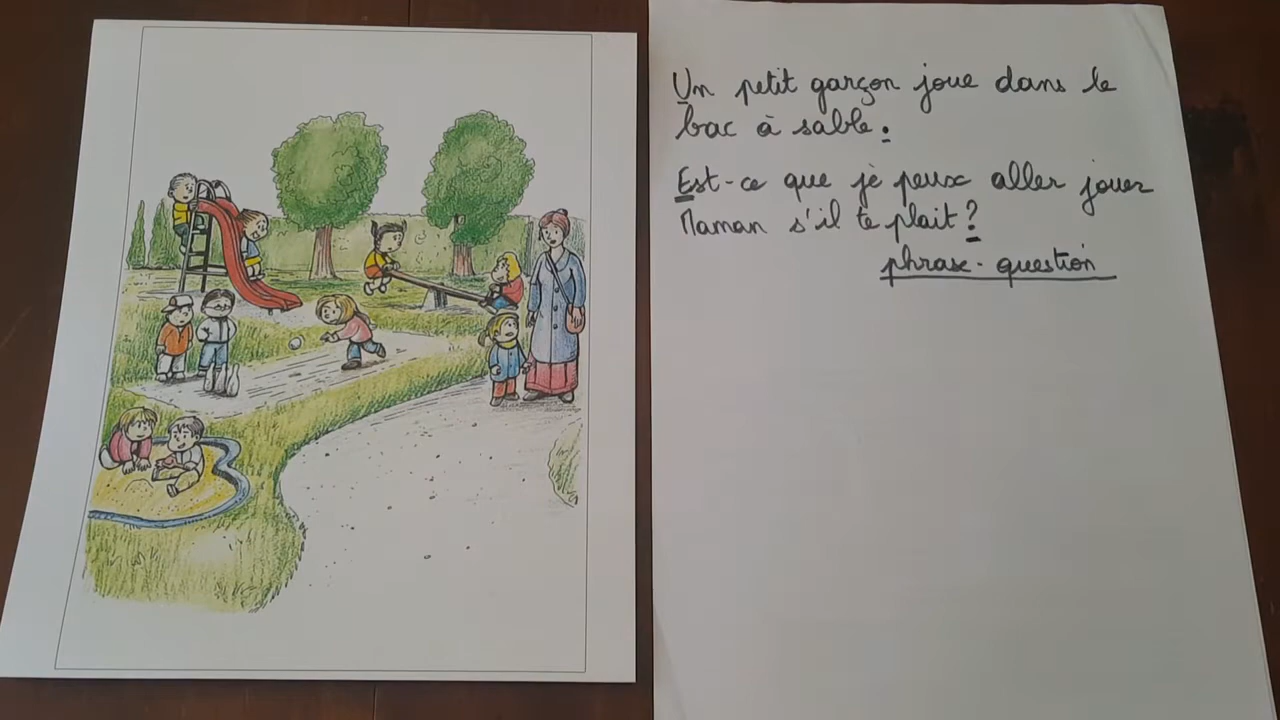 Un petit garçon joue dans le
bac à sable.
Est-ce que je peux aller jouer
Maman s'il te plait?
phrase-question